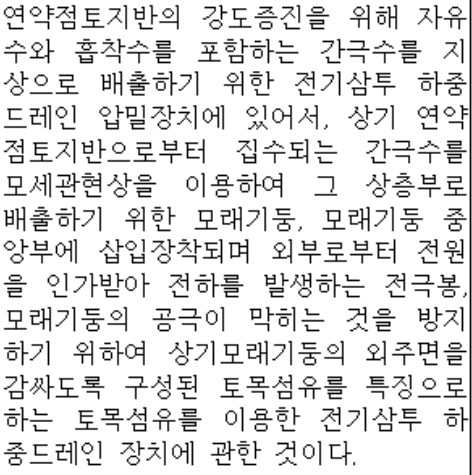 연약점토지반의 강도증진을 위해 자유
수와 흡착수를 포함하는 간극수를 지
상으로 배출하기 위한 전기삼투 하중
드레인 압밀장치에 있어서, 상기 연약
점토지반으로부터 집수되는 간극수를
모세관현상을 이용하여 그 상층부로
배출하기 위한 모래기둥, 모래기둥 중
앙부에 삽입장착되며 외부로부터 전원
을 인가받아 전하를 발생하는 전극봉,
모래기둥의 공극이 막히는 것을 방지
하기 위하여 상기모래기둥의 외주면을
감싸도록 구성된 토목섬유를 특징으로
하는 토목섬유를 이용한 전기삼투 하
중드레인 장치에 관한 것이다.